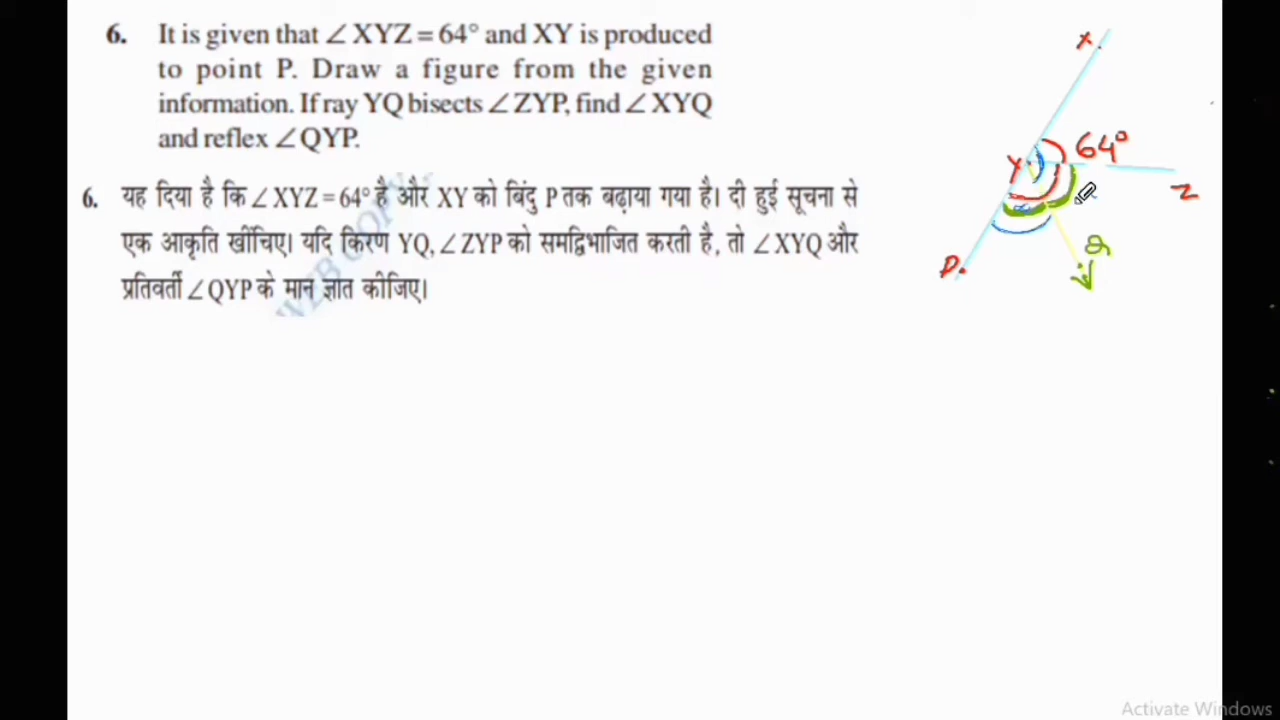 6. It is given that ∠XYZ = 64° and XY is produced
to point P. Draw a figure from the given
information. If ray YQ bisects ∠ZYP, find ∠XYQ
and reflex ∠QYP.
6. यह दिया है कि ∠XYZ = 64° है और XY को बिंदु P तक बढ़ाया गया है। दी हुई सूचना से
एक आकृति खींचिए। यदि किरण YQ, ∠ZYP को समद्विभाजित करती है, तो ∠XYQ और
प्रतिवर्ती ∠QYP के मान ज्ञात कीजिए।
X
64°
Y
Z
Q
P
Activate Windows